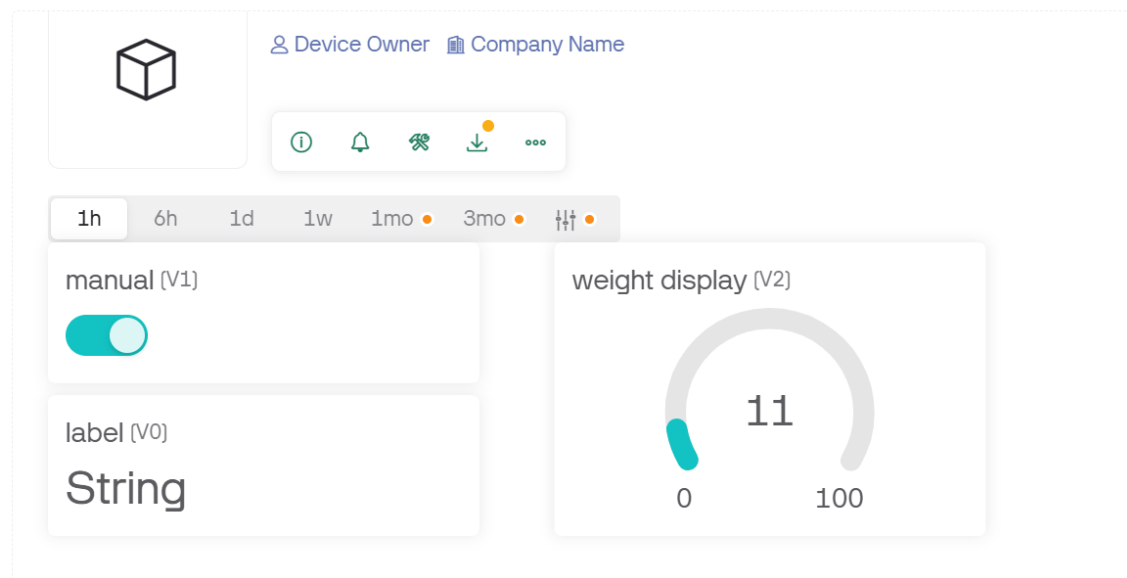 Device Owner Company Name
1h 6h 1d 1w 1mo 3mo
manual (V1)
label (V0)
String
weight display (V2)
11
0 100